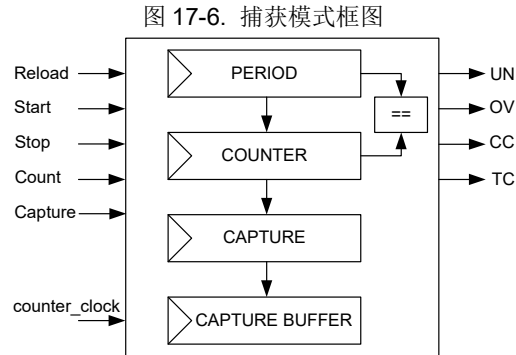 图 17-6. 捕获模式框图
Reload
PERIOD
UN
Start
==
OV
Stop
COUNTER
CC
Count
TC
Capture
CAPTURE
counter_clock
CAPTURE BUFFER